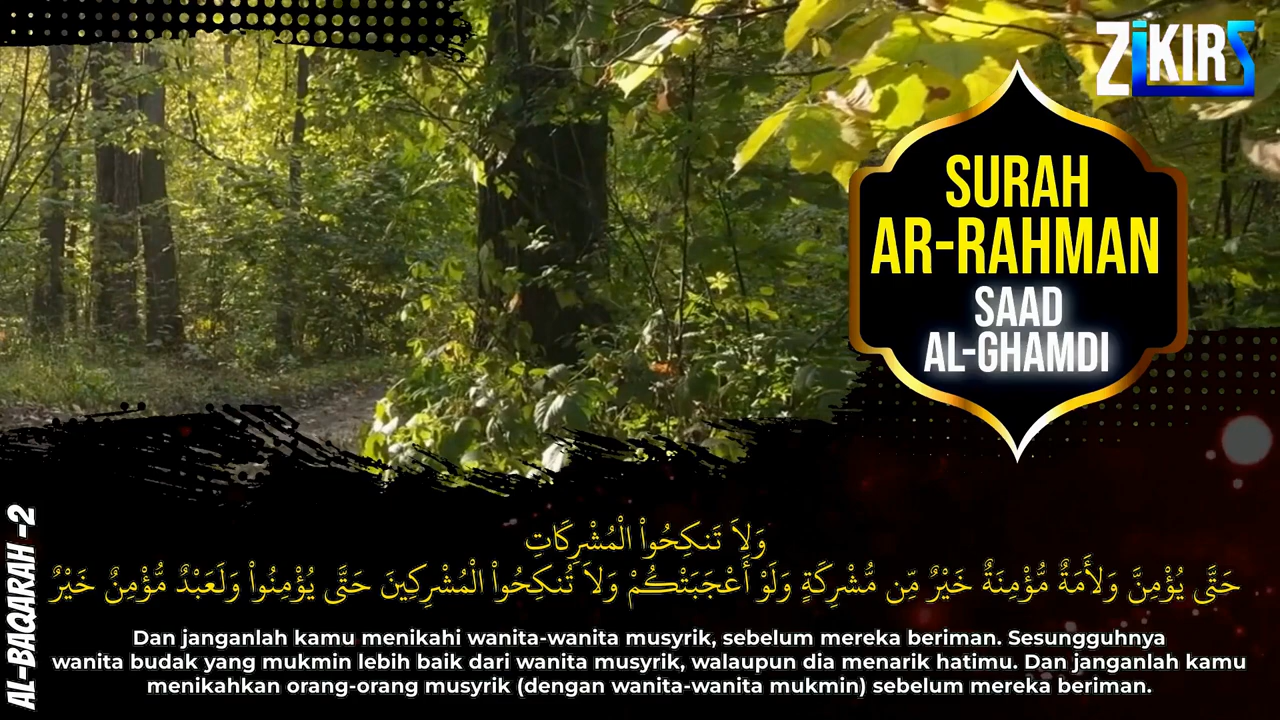 ZIKIRS
SURAH
AR-RAHMAN
SAAD
AL-GHAMDI
AL-BAQARAH -2
وَلاَ تَنكِحُواْ الْمُشْرِكَاتِ
حَتَّى يُؤْمِنَّ وَلأَمَةٌ مُّؤْمِنَةٌ خَيْرٌ مِّن مُّشْرِكَةٍ وَلَوْ أَعْجَبَتْكُمْ وَلاَ تُنكِحُواْ الْمُشْرِكِينَ حَتَّى يُؤْمِنُواْ وَلَعَبْدٌ مُّؤْمِنٌ خَيْرٌ
Dan janganlah kamu menikahi wanita-wanita musyrik, sebelum mereka beriman. Sesungguhnya
wanita budak yang mukmin lebih baik dari wanita musyrik, walaupun dia menarik hatimu. Dan janganlah kamu
menikahkan orang-orang musyrik (dengan wanita-wanita mukmin) sebelum mereka beriman.